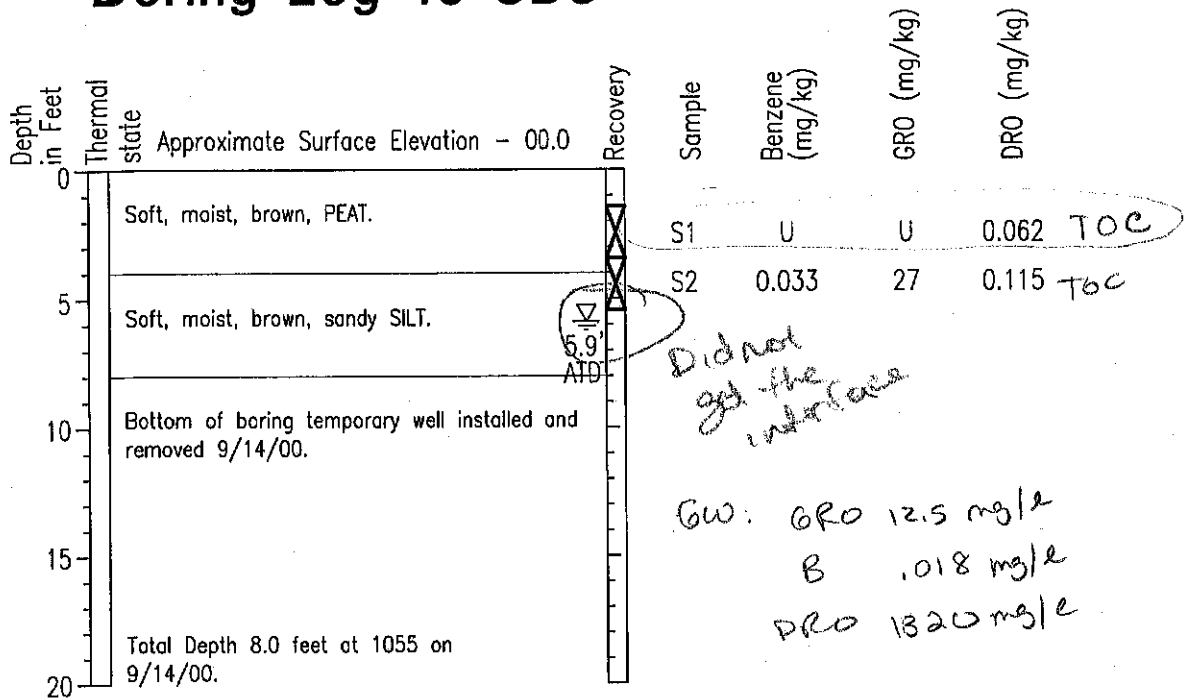 Depth in Feet
Thermal state
Approximate Surface Elevation - 00.0
Recovery
Sample
Benzene (mg/kg)
GRO (mg/kg)
DRO (mg/kg)
0
Soft, moist, brown, PEAT.
S1 U U 0.062 TOC
S2 0.033 27 0.115 TOC
5
Soft, moist, brown, sandy SILT.
5.9'
ATD
Did not
get the
interface
10
Bottom of boring temporary well installed and
removed 9/14/00.
GW: GRO 12.5 mg/l
B .018 mg/l
DRO 1320 mg/l
15
Total Depth 8.0 feet at 1055 on
9/14/00.
20